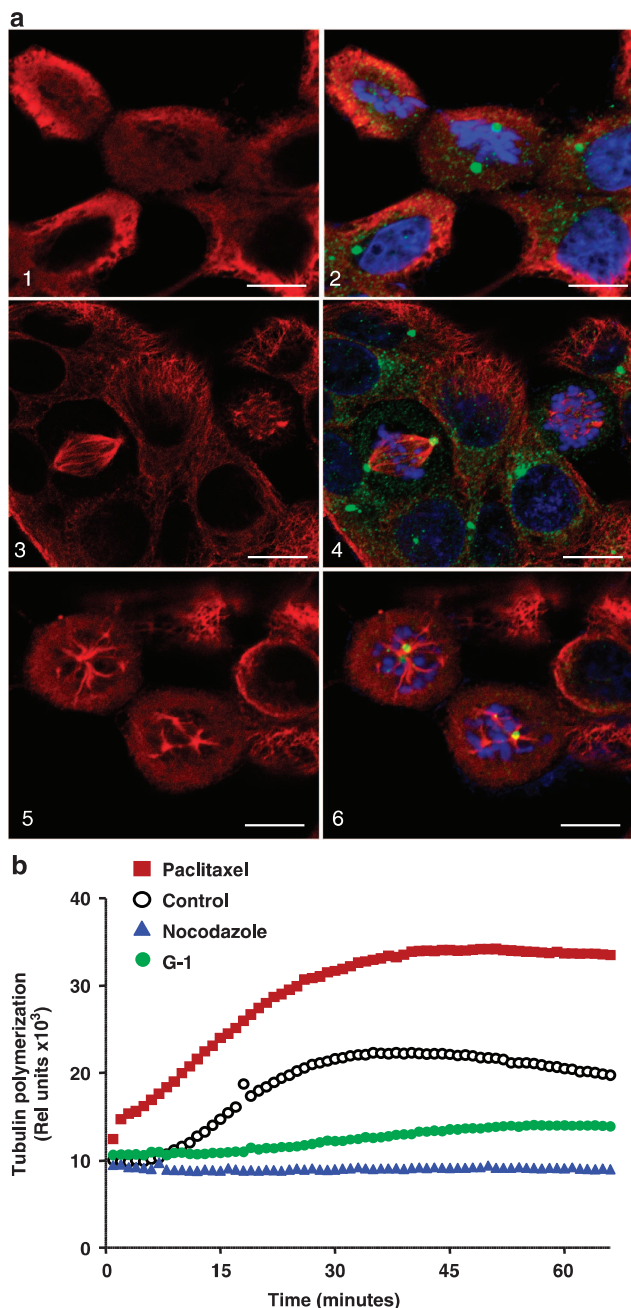 a
1
2
3
4
5
6
b
Paclitaxel
Control
Nocodazole
G-1
Tubulin polymerization
(Rel units x10³)
40
30
20
10
0
0 15 30 45 60
Time (minutes)